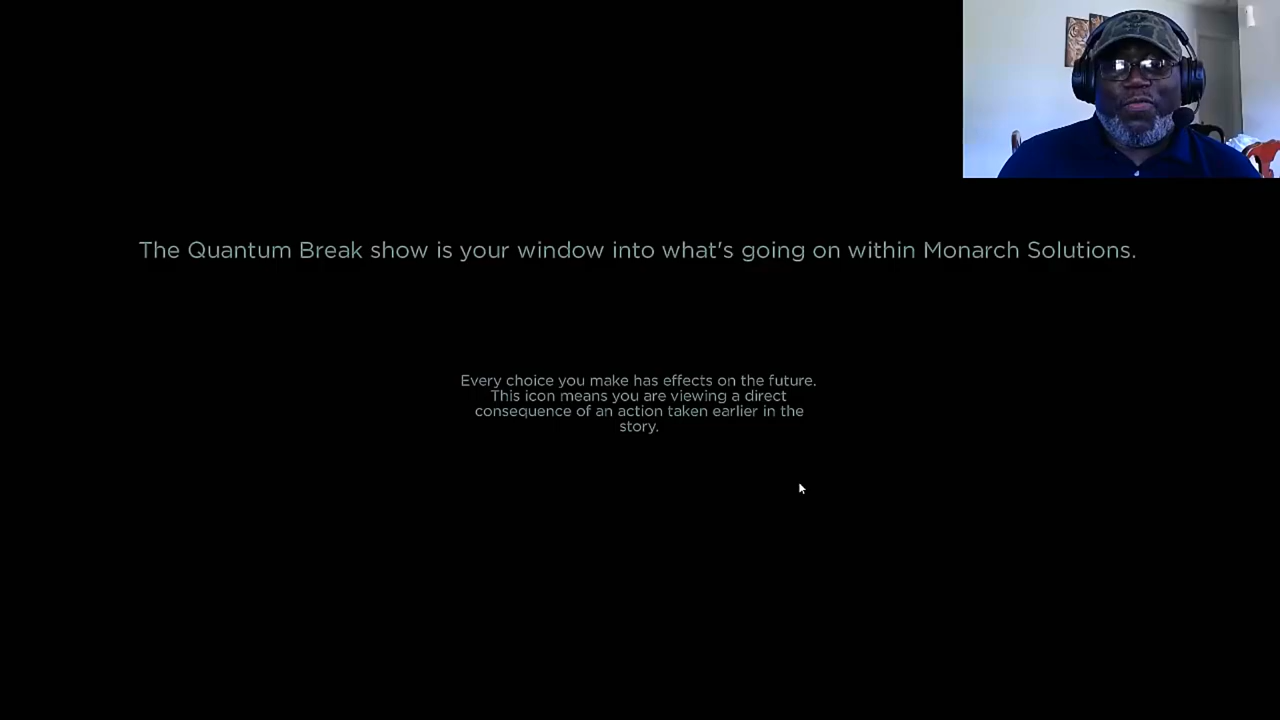 The Quantum Break show is your window into what's going on within Monarch Solutions.
Every choice you make has effects on the future.
This icon means you are viewing a direct
consequence of an action taken earlier in the
story.